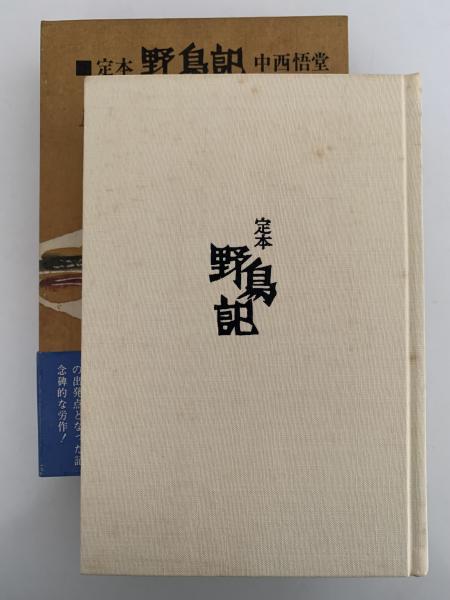 ■定本 野鳥記 中西悟堂
定本
野鳥記
の出発点となった記
念碑的な労作!